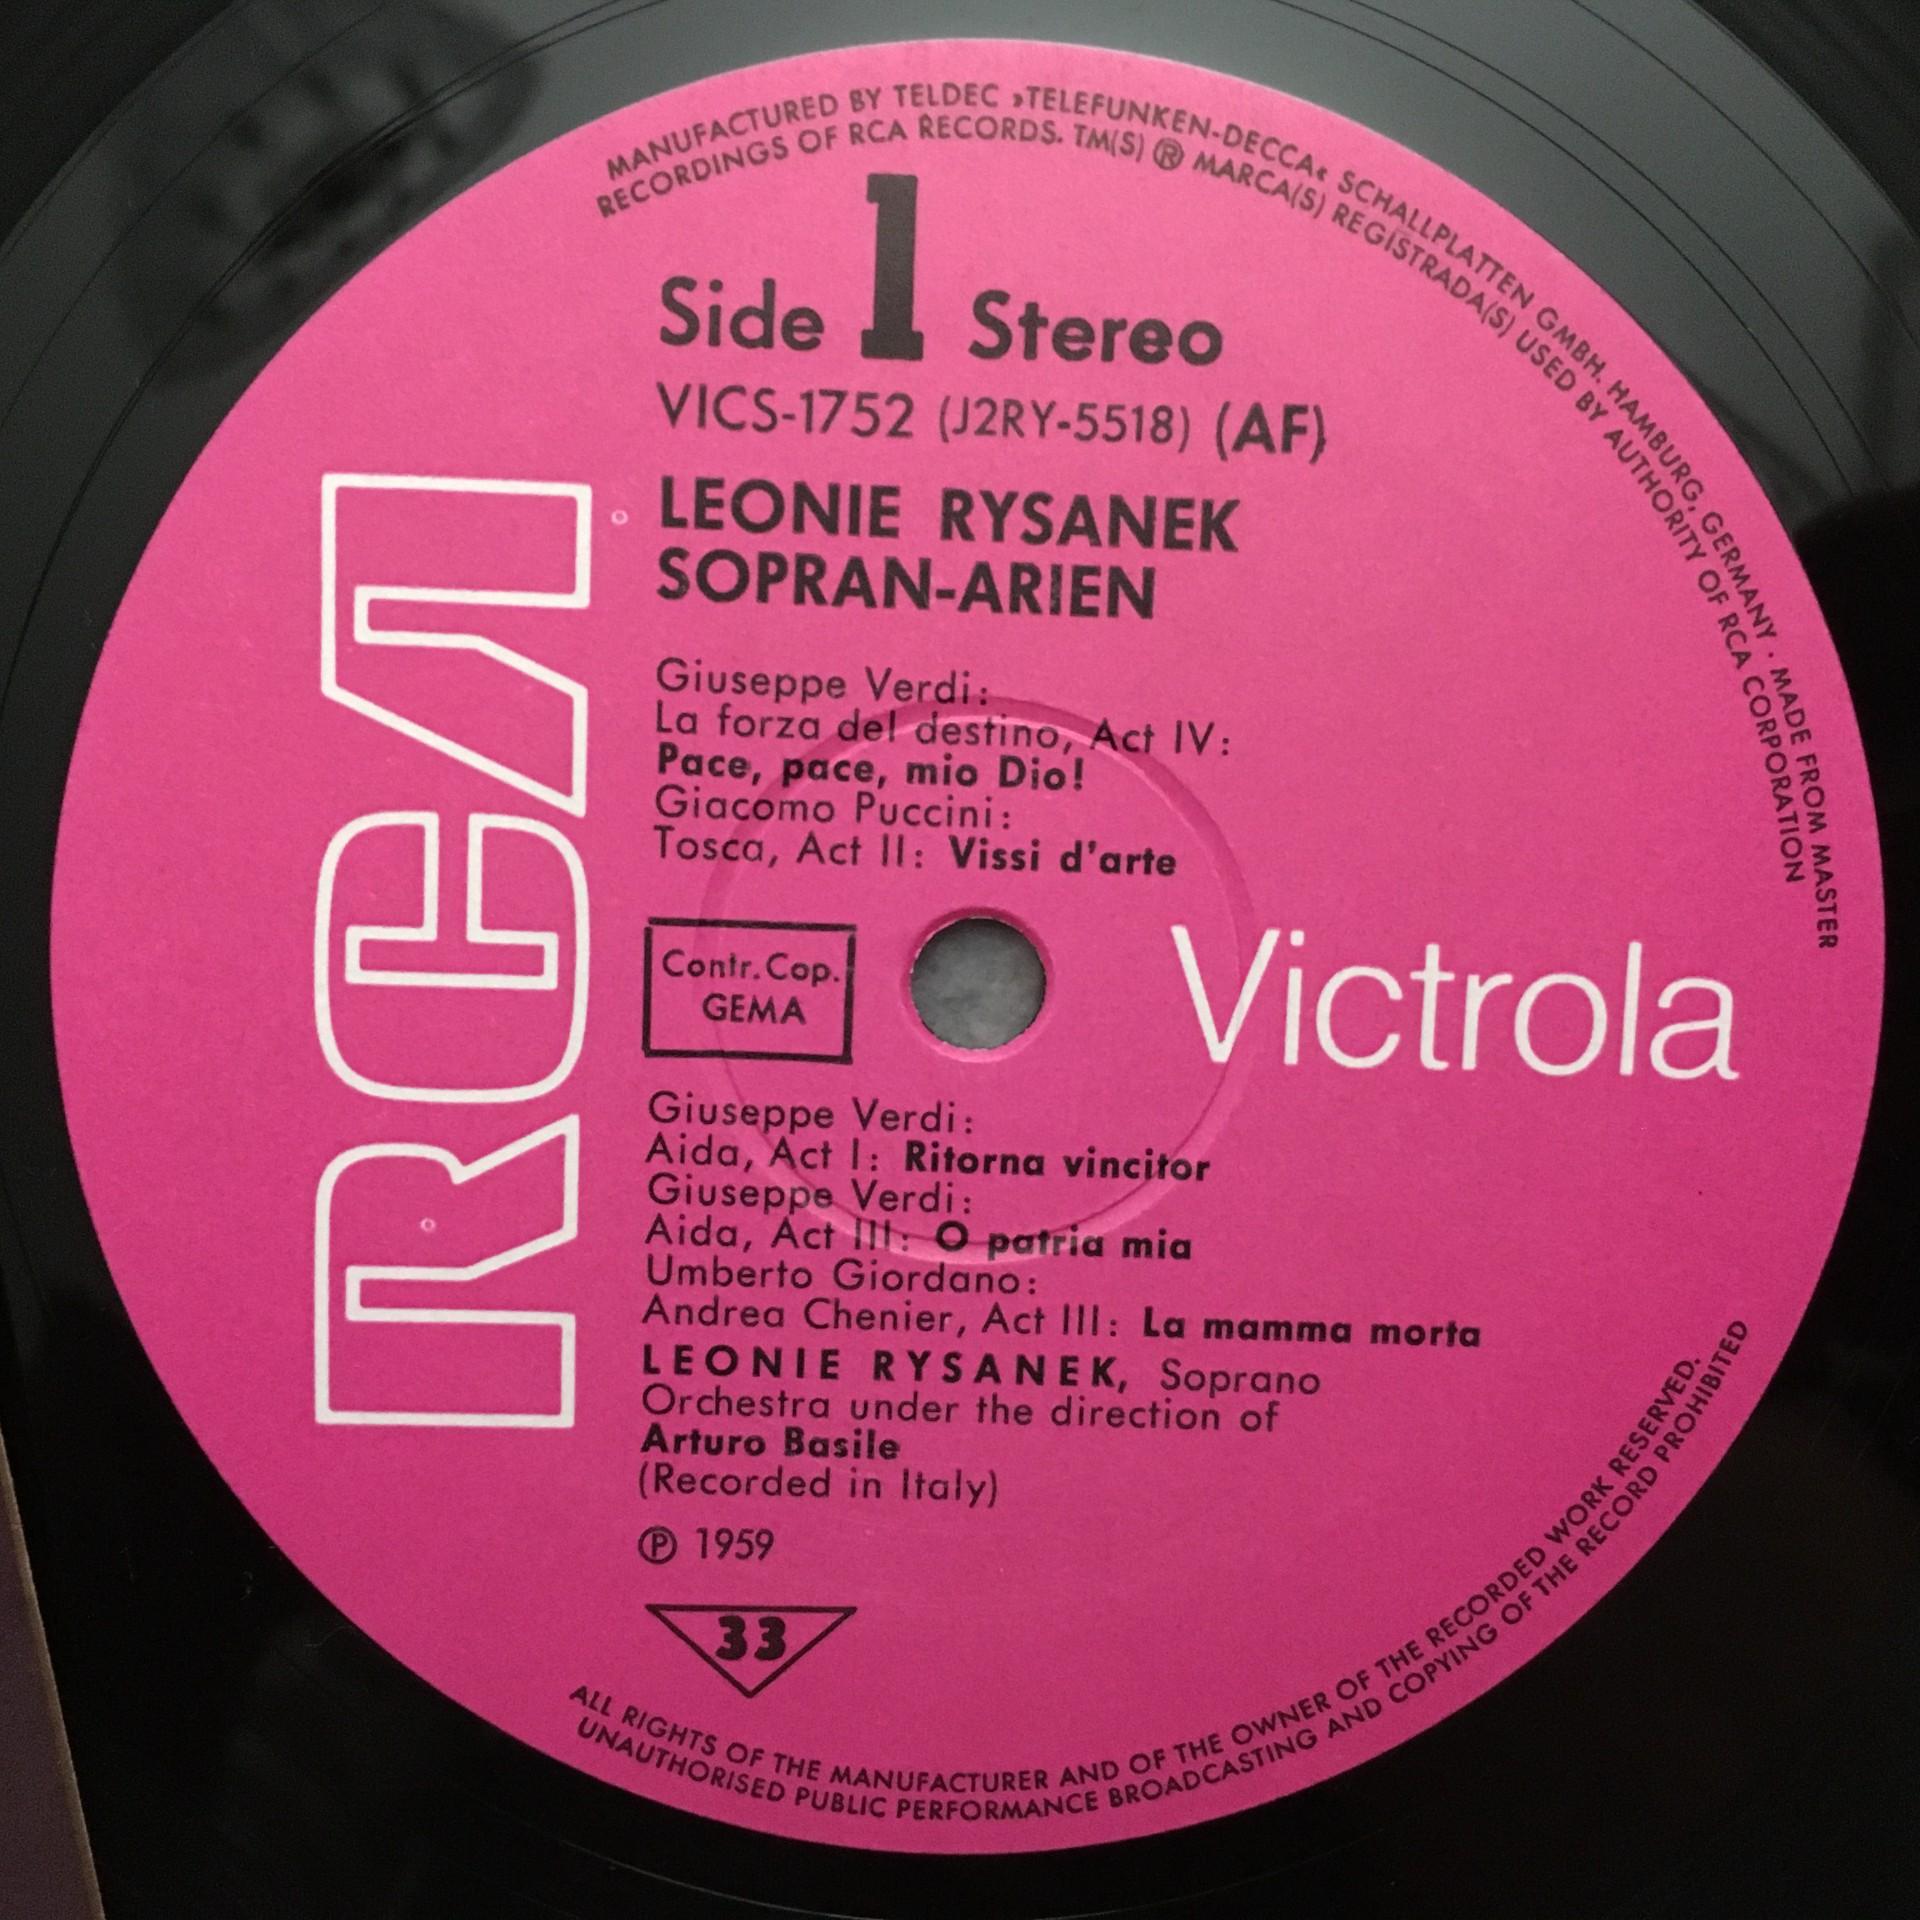 MANUFACTURED BY TELDEC »TELEFUNKEN-DECCA« SCHALLPLATTEN GMBH. HAMBURG, GERMANY · MADE FROM MASTER
RECORDINGS OF RCA RECORDS. TM(S) ® MARCA(S) REGISTRADA(S) USED BY AUTHORITY OF RCA CORPORATION
Side 1 Stereo
VICS-1752 (J2RY-5518) (AF)
LEONIE RYSANEK
SOPRAN-ARIEN
Giuseppe Verdi:
La forza del destino, Act IV:
Pace, pace, mio Dio!
Giacomo Puccini:
Tosca, Act II: Vissi d'arte
RCA
Contr. Cop.
GEMA
Victrola
Giuseppe Verdi:
Aida, Act I: Ritorna vincitor
Giuseppe Verdi:
Aida, Act III: O patria mia
Umberto Giordano:
Andrea Chenier, Act III: La mamma morta
LEONIE RYSANEK, Soprano
Orchestra under the direction of
Arturo Basile
(Recorded in Italy)
℗ 1959
33
ALL RIGHTS OF THE MANUFACTURER AND OF THE OWNER OF THE RECORDED WORK RESERVED.
UNAUTHORISED PUBLIC PERFORMANCE BROADCASTING AND COPYING OF THE RECORD PROHIBITED